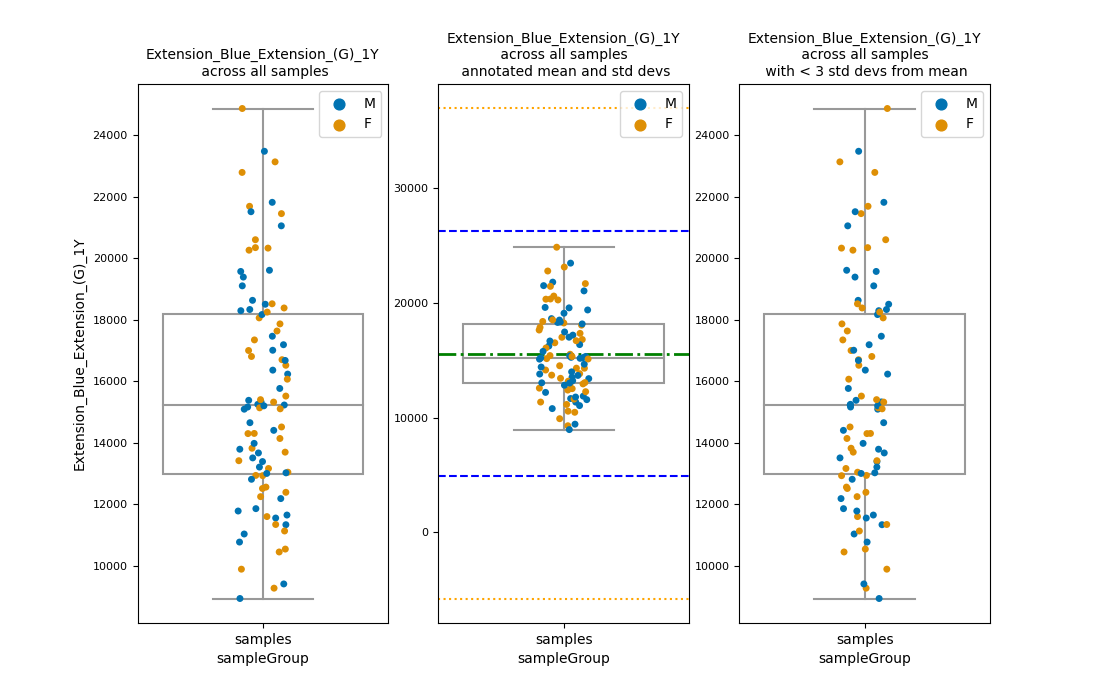 Extension_Blue_Extension_(G)_1Y
across all samples
Extension_Blue_Extension_(G)_1Y
24000
22000
20000
18000
16000
14000
12000
10000
M
F
samples
sampleGroup
Extension_Blue_Extension_(G)_1Y
across all samples
annotated mean and std devs
30000
20000
10000
0
M
F
samples
sampleGroup
Extension_Blue_Extension_(G)_1Y
across all samples
with < 3 std devs from mean
24000
22000
20000
18000
16000
14000
12000
10000
M
F
samples
sampleGroup